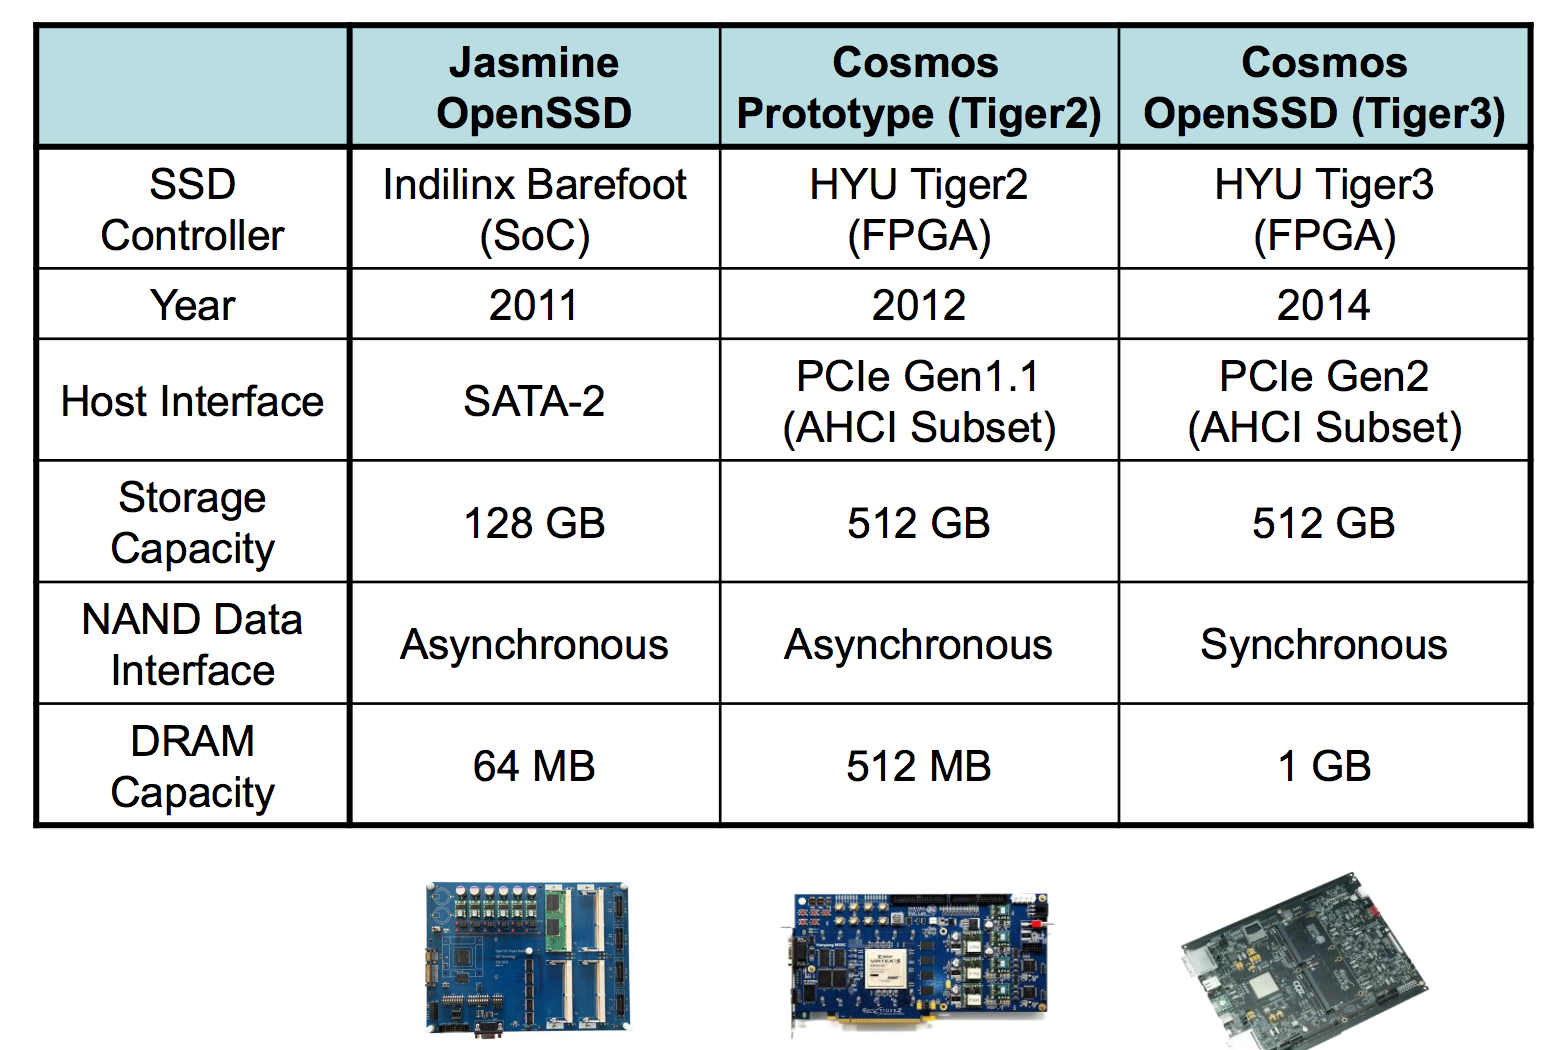 Jasmine
OpenSSD
Cosmos
Prototype (Tiger2)
Cosmos
OpenSSD (Tiger3)
SSD
Controller
Indilinx Barefoot
(SoC)
HYU Tiger2
(FPGA)
HYU Tiger3
(FPGA)
Year
2011
2012
2014
Host Interface
SATA-2
PCIe Gen1.1
(AHCI Subset)
PCIe Gen2
(AHCI Subset)
Storage
Capacity
128 GB
512 GB
512 GB
NAND Data
Interface
Asynchronous
Asynchronous
Synchronous
DRAM
Capacity
64 MB
512 MB
1 GB
VIRTEX-5